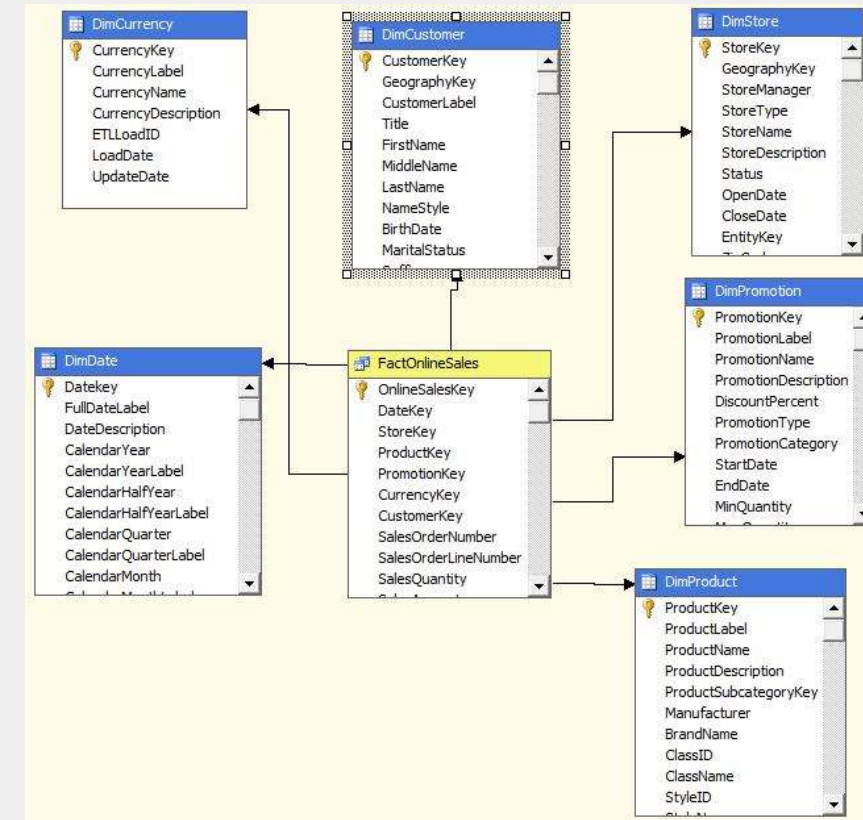 DimCurrency
CurrencyKey
CurrencyLabel
CurrencyName
CurrencyDescription
ETLLoadID
LoadDate
UpdateDate
DimCustomer
CustomerKey
GeographyKey
CustomerLabel
Title
FirstName
MiddleName
LastName
NameStyle
BirthDate
MaritalStatus
DimStore
StoreKey
GeographyKey
StoreManager
StoreType
StoreName
StoreDescription
Status
OpenDate
CloseDate
EntityKey
DimPromotion
PromotionKey
PromotionLabel
PromotionName
PromotionDescription
DiscountPercent
PromotionType
PromotionCategory
StartDate
EndDate
MinQuantity
DimDate
Datekey
FullDateLabel
DateDescription
CalendarYear
CalendarYearLabel
CalendarHalfYear
CalendarHalfYearLabel
CalendarQuarter
CalendarQuarterLabel
CalendarMonth
FactOnlineSales
OnlineSalesKey
DateKey
StoreKey
ProductKey
PromotionKey
CurrencyKey
CustomerKey
SalesOrderNumber
SalesOrderLineNumber
SalesQuantity
DimProduct
ProductKey
ProductLabel
ProductName
ProductDescription
ProductSubcategoryKey
Manufacturer
BrandName
ClassID
ClassName
StyleID